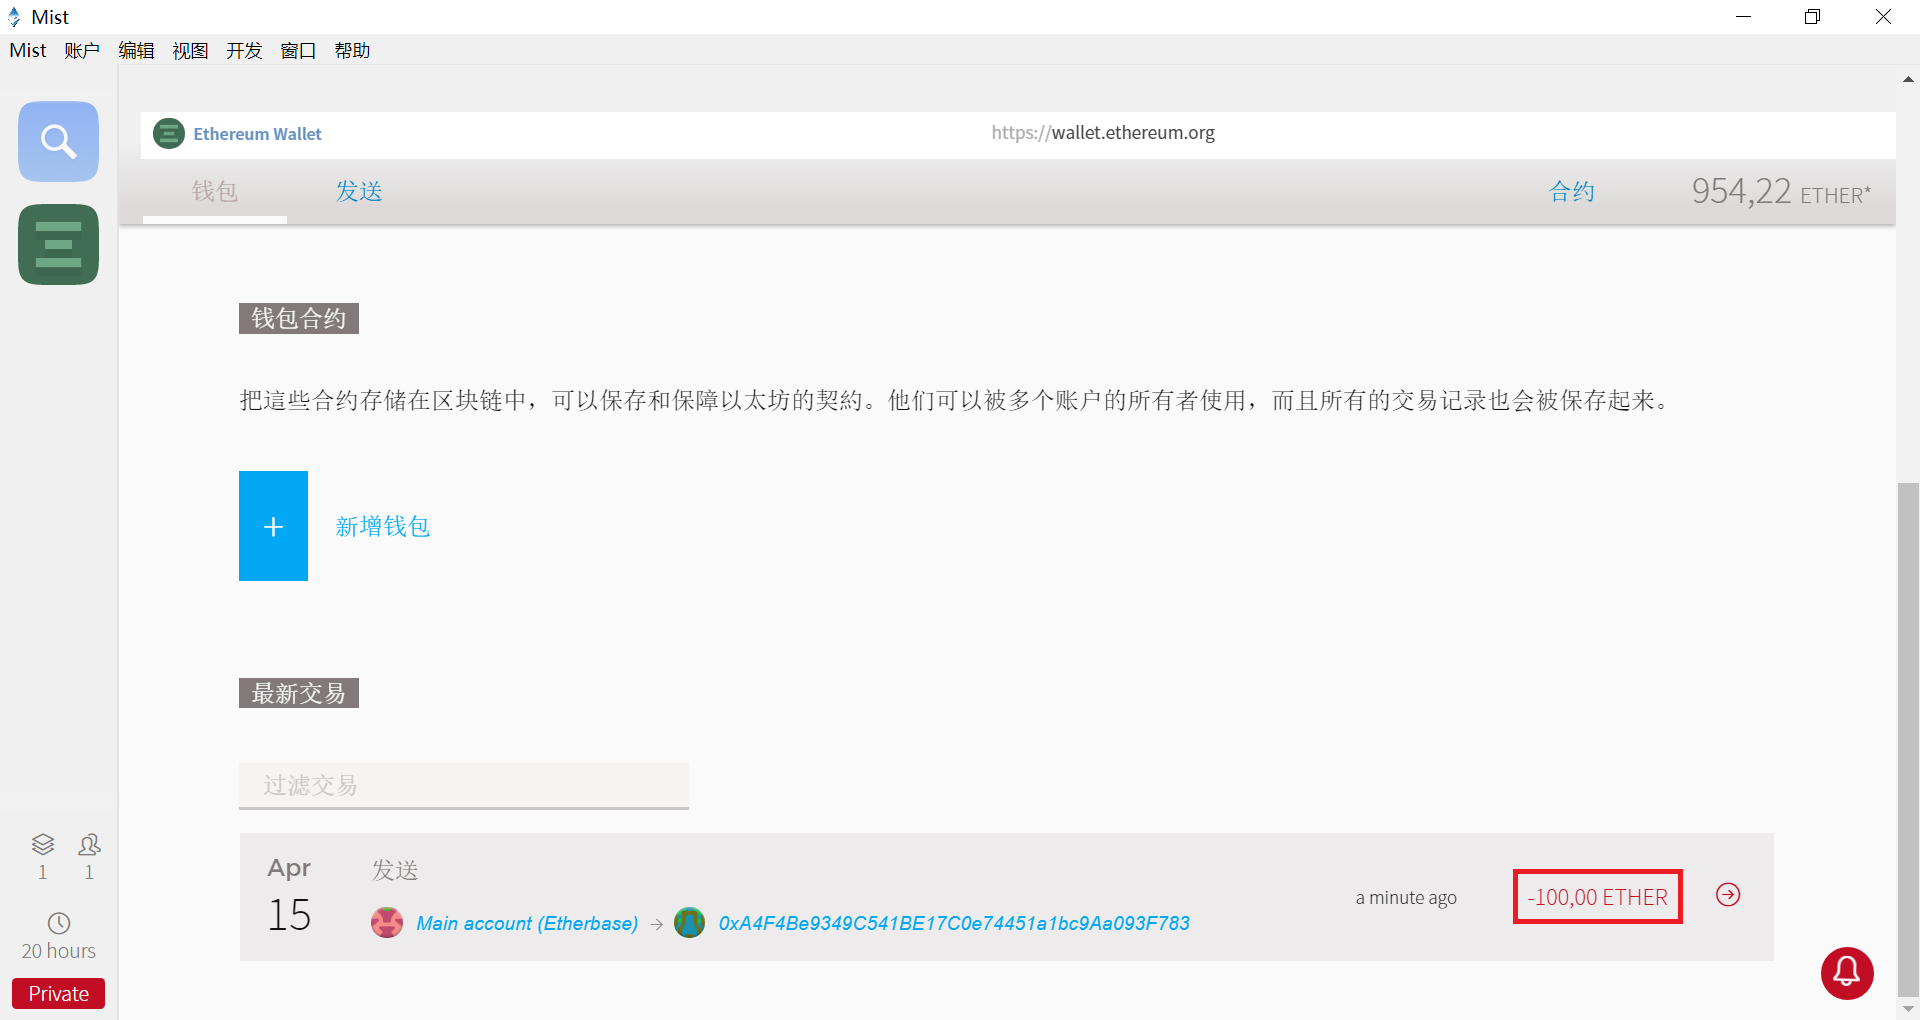 Mist
Mist 账户 编辑 视图 开发 窗口 帮助
Ethereum Wallet https://wallet.ethereum.org
钱包 发送 合约 954,22 ETHER*
钱包合约
把這些合约存储在区块链中，可以保存和保障以太坊的契約。他们可以被多个账户的所有者使用，而且所有的交易记录也会被保存起来。
+ 新增钱包
最新交易
过滤交易
Apr 发送
15 Main account (Etherbase) → 0xA4F4Be9349C541BE17C0e74451a1bc9Aa093F783 a minute ago -100,00 ETHER
1 1
20 hours
Private